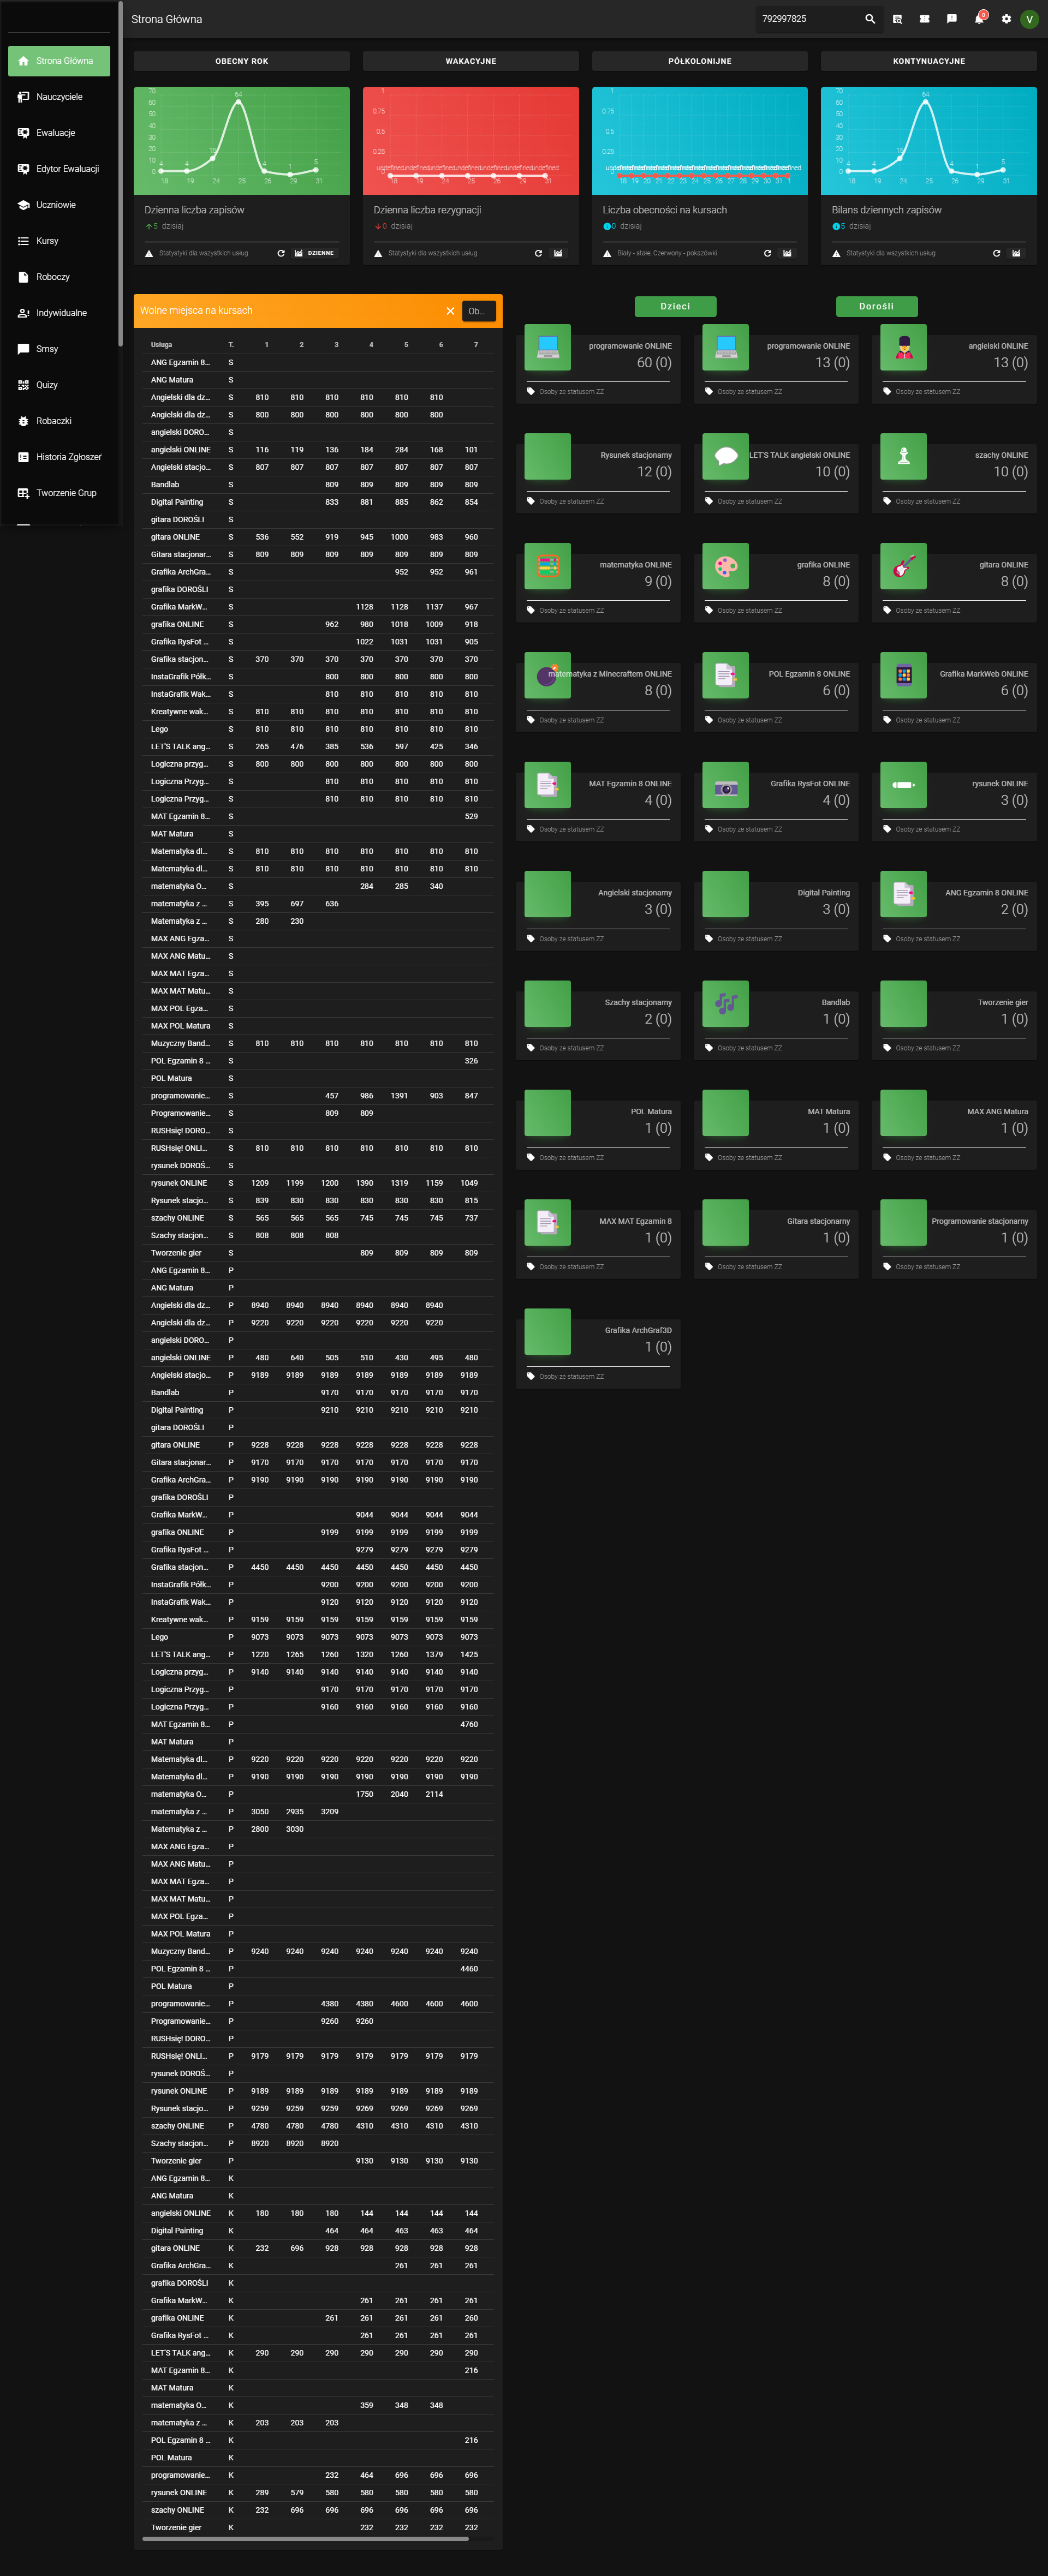 Strona Główna
792997825
0
V
Strona Główna
Nauczyciele
Ewaluacje
Edytor Ewaluacji
Uczniowie
Kursy
Roboczy
Indywidualne
Smsy
Quizy
Robaczki
Historia Zgłoszeń
Tworzenie Grup
OBECNY ROK
WAKACYJNE
PÓŁKOLONIJNE
KONTYNUACYJNE
Dzienna liczba zapisów
5 dzisiaj
Statystyki dla wszystkich usług
DZIENNE
Dzienna liczba rezygnacji
0 dzisiaj
Statystyki dla wszystkich usług
Liczba obecności na kursach
0 dzisiaj
Biały - stałe, Czerwony - pokazówki
Bilans dziennych zapisów
5 dzisiaj
Statystyki dla wszystkich usług
Wolne miejsca na kursach
Ob...
Usługa T. 1 2 3 4 5 6 7
ANG Egzamin 8... S
ANG Matura S
Angielski dla dz... S 810 810 810 810 810 810
Angielski dla dz... S 800 800 800 800 800 800
angielski DORO... S
angielski ONLINE S 116 119 136 184 284 168 101
Angielski stacjo... S 807 807 807 807 807 807 807
Bandlab S 809 809 809 809 809
Digital Painting S 833 881 885 862 854
gitara DOROŚLI S
gitara ONLINE S 536 552 919 945 1000 983 960
Gitara stacjonar... S 809 809 809 809 809 809 809
Grafika ArchGra... S 952 952 961
grafika DOROŚLI S
Grafika MarkW... S 1128 1128 1137 967
grafika ONLINE S 962 980 1018 1009 918
Grafika RysFot ... S 1022 1031 1031 905
Grafika stacjon... S 370 370 370 370 370 370 370
InstaGrafik Półk... S 800 800 800 800 800
InstaGrafik Wak... S 810 810 810 810 810
Kreatywne wak... S 810 810 810 810 810 810 810
Lego S 810 810 810 810 810 810 810
LET'S TALK ang... S 265 476 385 536 597 425 346
Logiczna przyg... S 800 800 800 800 800 800 800
Logiczna Przyg... S 810 810 810 810 810
Logiczna Przyg... S 810 810 810 810 810
MAT Egzamin 8... S 529
MAT Matura S
Matematyka dl... S 810 810 810 810 810 810 810
Matematyka dl... S 810 810 810 810 810 810 810
matematyka O... S 284 285 340
matematyka z ... S 395 697 636
Matematyka z ... S 280 230
MAX ANG Egza... S
MAX ANG Matu... S
MAX MAT Egza... S
MAX MAT Matu... S
MAX POL Egza... S
MAX POL Matura S
Muzyczny Band... S 810 810 810 810 810 810 810
POL Egzamin 8 ... S 326
POL Matura S
programowanie... S 457 986 1391 903 847
Programowanie... S 809 809
RUSHsię! DORO... S
RUSHsię! ONLI... S 810 810 810 810 810 810 810
rysunek DOROŚ... S
rysunek ONLINE S 1209 1199 1200 1390 1319 1159 1049
Rysunek stacjo... S 839 830 830 830 830 830 815
szachy ONLINE S 565 565 565 745 745 745 737
Szachy stacjon... S 808 808 808
Tworzenie gier S 809 809 809 809
ANG Egzamin 8... P
ANG Matura P
Angielski dla dz... P 8940 8940 8940 8940 8940 8940
Angielski dla dz... P 9220 9220 9220 9220 9220 9220
angielski DORO... P
angielski ONLINE P 480 640 505 510 430 495 480
Angielski stacjo... P 9189 9189 9189 9189 9189 9189 9189
Bandlab P 9170 9170 9170 9170 9170
Digital Painting P 9210 9210 9210 9210 9210
gitara DOROŚLI P
gitara ONLINE P 9228 9228 9228 9228 9228 9228 9228
Gitara stacjonar... P 9170 9170 9170 9170 9170 9170 9170
Grafika ArchGra... P 9190 9190 9190 9190 9190 9190 9190
grafika DOROŚLI P
Grafika MarkW... P 9044 9044 9044 9044
grafika ONLINE P 9199 9199 9199 9199 9199
Grafika RysFot ... P 9279 9279 9279 9279
Grafika stacjon... P 4450 4450 4450 4450 4450 4450 4450
InstaGrafik Półk... P 9200 9200 9200 9200 9200
InstaGrafik Wak... P 9120 9120 9120 9120 9120
Kreatywne wak... P 9159 9159 9159 9159 9159 9159 9159
Lego P 9073 9073 9073 9073 9073 9073 9073
LET'S TALK ang... P 1220 1265 1260 1320 1260 1379 1425
Logiczna przyg... P 9140 9140 9140 9140 9140 9140 9140
Logiczna Przyg... P 9170 9170 9170 9170 9170
Logiczna Przyg... P 9160 9160 9160 9160 9160
MAT Egzamin 8... P 4760
MAT Matura P
Matematyka dl... P 9220 9220 9220 9220 9220 9220 9220
Matematyka dl... P 9190 9190 9190 9190 9190 9190 9190
matematyka O... P 1750 2040 2114
matematyka z ... P 3050 2935 3209
Matematyka z ... P 2800 3030
MAX ANG Egza... P
MAX ANG Matu... P
MAX MAT Egza... P
MAX MAT Matu... P
MAX POL Egza... P
MAX POL Matura P
Muzyczny Band... P 9240 9240 9240 9240 9240 9240 9240
POL Egzamin 8 ... P 4460
POL Matura P
programowanie... P 4380 4380 4600 4600 4600
Programowanie... P 9260 9260
RUSHsię! DORO... P
RUSHsię! ONLI... P 9179 9179 9179 9179 9179 9179 9179
rysunek DOROŚ... P
rysunek ONLINE P 9189 9189 9189 9189 9189 9189 9189
Rysunek stacjo... P 9259 9259 9259 9269 9269 9269 9269
szachy ONLINE P 4780 4780 4780 4310 4310 4310 4310
Szachy stacjon... P 8920 8920 8920
Tworzenie gier P 9130 9130 9130 9130
ANG Egzamin 8... K
ANG Matura K
angielski ONLINE K 180 180 180 144 144 144 144
Digital Painting K 464 464 463 463 464
gitara ONLINE K 232 696 928 928 928 928 928
Grafika ArchGra... K 261 261 261
grafika DOROŚLI K
Grafika MarkW... K 261 261 261 261
grafika ONLINE K 261 261 261 261 260
Grafika RysFot ... K 261 261 261 261
LET'S TALK ang... K 290 290 290 290 290 290 290
MAT Egzamin 8... K 216
MAT Matura K
matematyka O... K 359 348 348
matematyka z ... K 203 203 203
POL Egzamin 8 ... K 216
POL Matura K
programowanie... K 232 464 696 696 696
rysunek ONLINE K 289 579 580 580 580 580 580
szachy ONLINE K 232 696 696 696 696 696 696
Tworzenie gier K 232 232 232 232
Dzieci
Dorośli
programowanie ONLINE
60 (0)
Osoby ze statusem ZZ
programowanie ONLINE
13 (0)
Osoby ze statusem ZZ
angielski ONLINE
13 (0)
Osoby ze statusem ZZ
Rysunek stacjonarny
12 (0)
Osoby ze statusem ZZ
LET'S TALK angielski ONLINE
10 (0)
Osoby ze statusem ZZ
szachy ONLINE
10 (0)
Osoby ze statusem ZZ
matematyka ONLINE
9 (0)
Osoby ze statusem ZZ
grafika ONLINE
8 (0)
Osoby ze statusem ZZ
gitara ONLINE
8 (0)
Osoby ze statusem ZZ
matematyka z Minecraftem ONLINE
8 (0)
Osoby ze statusem ZZ
POL Egzamin 8 ONLINE
6 (0)
Osoby ze statusem ZZ
Grafika MarkWeb ONLINE
6 (0)
Osoby ze statusem ZZ
MAT Egzamin 8 ONLINE
4 (0)
Osoby ze statusem ZZ
Grafika RysFot ONLINE
4 (0)
Osoby ze statusem ZZ
rysunek ONLINE
3 (0)
Osoby ze statusem ZZ
Angielski stacjonarny
3 (0)
Osoby ze statusem ZZ
Digital Painting
3 (0)
Osoby ze statusem ZZ
ANG Egzamin 8 ONLINE
2 (0)
Osoby ze statusem ZZ
Szachy stacjonarny
2 (0)
Osoby ze statusem ZZ
Bandlab
1 (0)
Osoby ze statusem ZZ
Tworzenie gier
1 (0)
Osoby ze statusem ZZ
POL Matura
1 (0)
Osoby ze statusem ZZ
MAT Matura
1 (0)
Osoby ze statusem ZZ
MAX ANG Matura
1 (0)
Osoby ze statusem ZZ
MAX MAT Egzamin 8
1 (0)
Osoby ze statusem ZZ
Gitara stacjonarny
1 (0)
Osoby ze statusem ZZ
Programowanie stacjonarny
1 (0)
Osoby ze statusem ZZ
Grafika ArchGraf3D
1 (0)
Osoby ze statusem ZZ